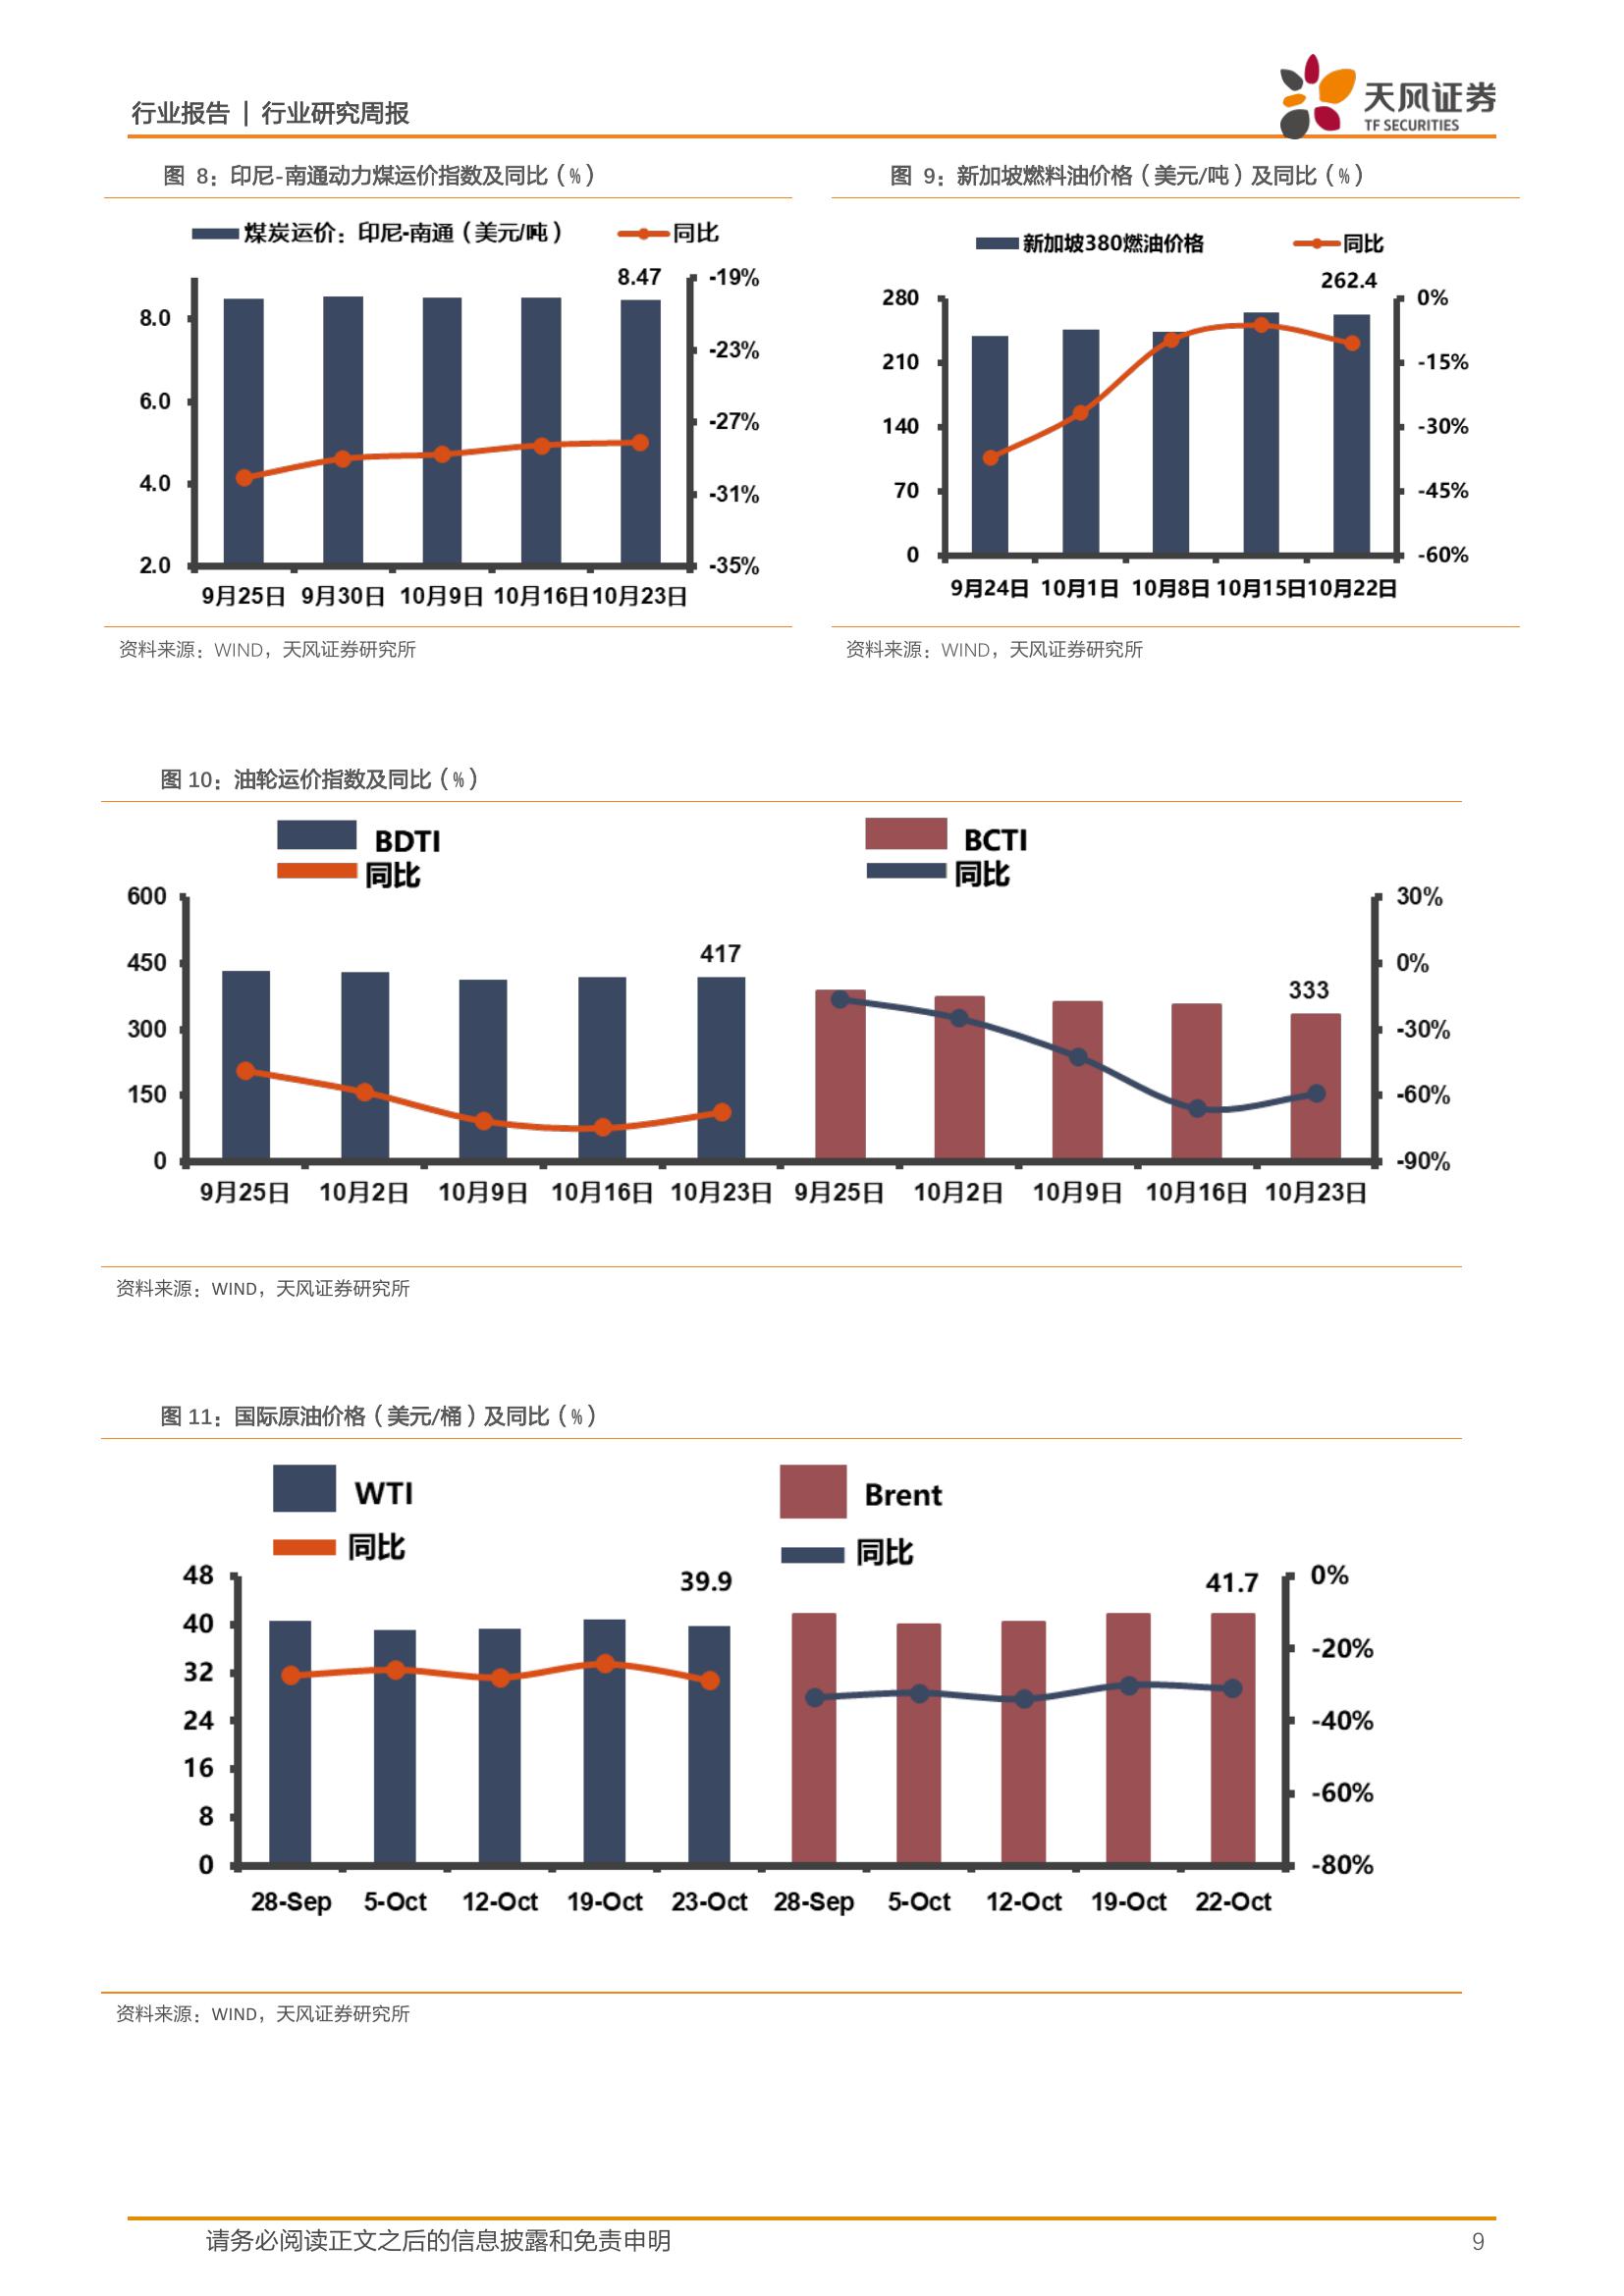 行业报告 | 行业研究周报
天风证券
TF SECURITIES
图 8：印尼-南通动力煤运价指数及同比（%）
煤炭运价：印尼-南通（美元/吨） 同比
8.47
8.0
6.0
4.0
2.0
-19%
-23%
-27%
-31%
-35%
9月25日 9月30日 10月9日 10月16日 10月23日
资料来源：WIND，天风证券研究所
图 9：新加坡燃料油价格（美元/吨）及同比（%）
新加坡380燃油价格 同比
262.4
280
210
140
70
0
0%
-15%
-30%
-45%
-60%
9月24日 10月1日 10月8日 10月15日 10月22日
资料来源：WIND，天风证券研究所
图 10：油轮运价指数及同比（%）
BDTI
同比
BCTI
同比
600
450
300
150
0
417
333
30%
0%
-30%
-60%
-90%
9月25日 10月2日 10月9日 10月16日 10月23日 9月25日 10月2日 10月9日 10月16日 10月23日
资料来源：WIND，天风证券研究所
图 11：国际原油价格（美元/桶）及同比（%）
WTI
同比
Brent
同比
48
40
32
24
16
8
0
39.9
41.7
0%
-20%
-40%
-60%
-80%
28-Sep 5-Oct 12-Oct 19-Oct 23-Oct 28-Sep 5-Oct 12-Oct 19-Oct 22-Oct
资料来源：WIND，天风证券研究所
请务必阅读正文之后的信息披露和免责申明
9